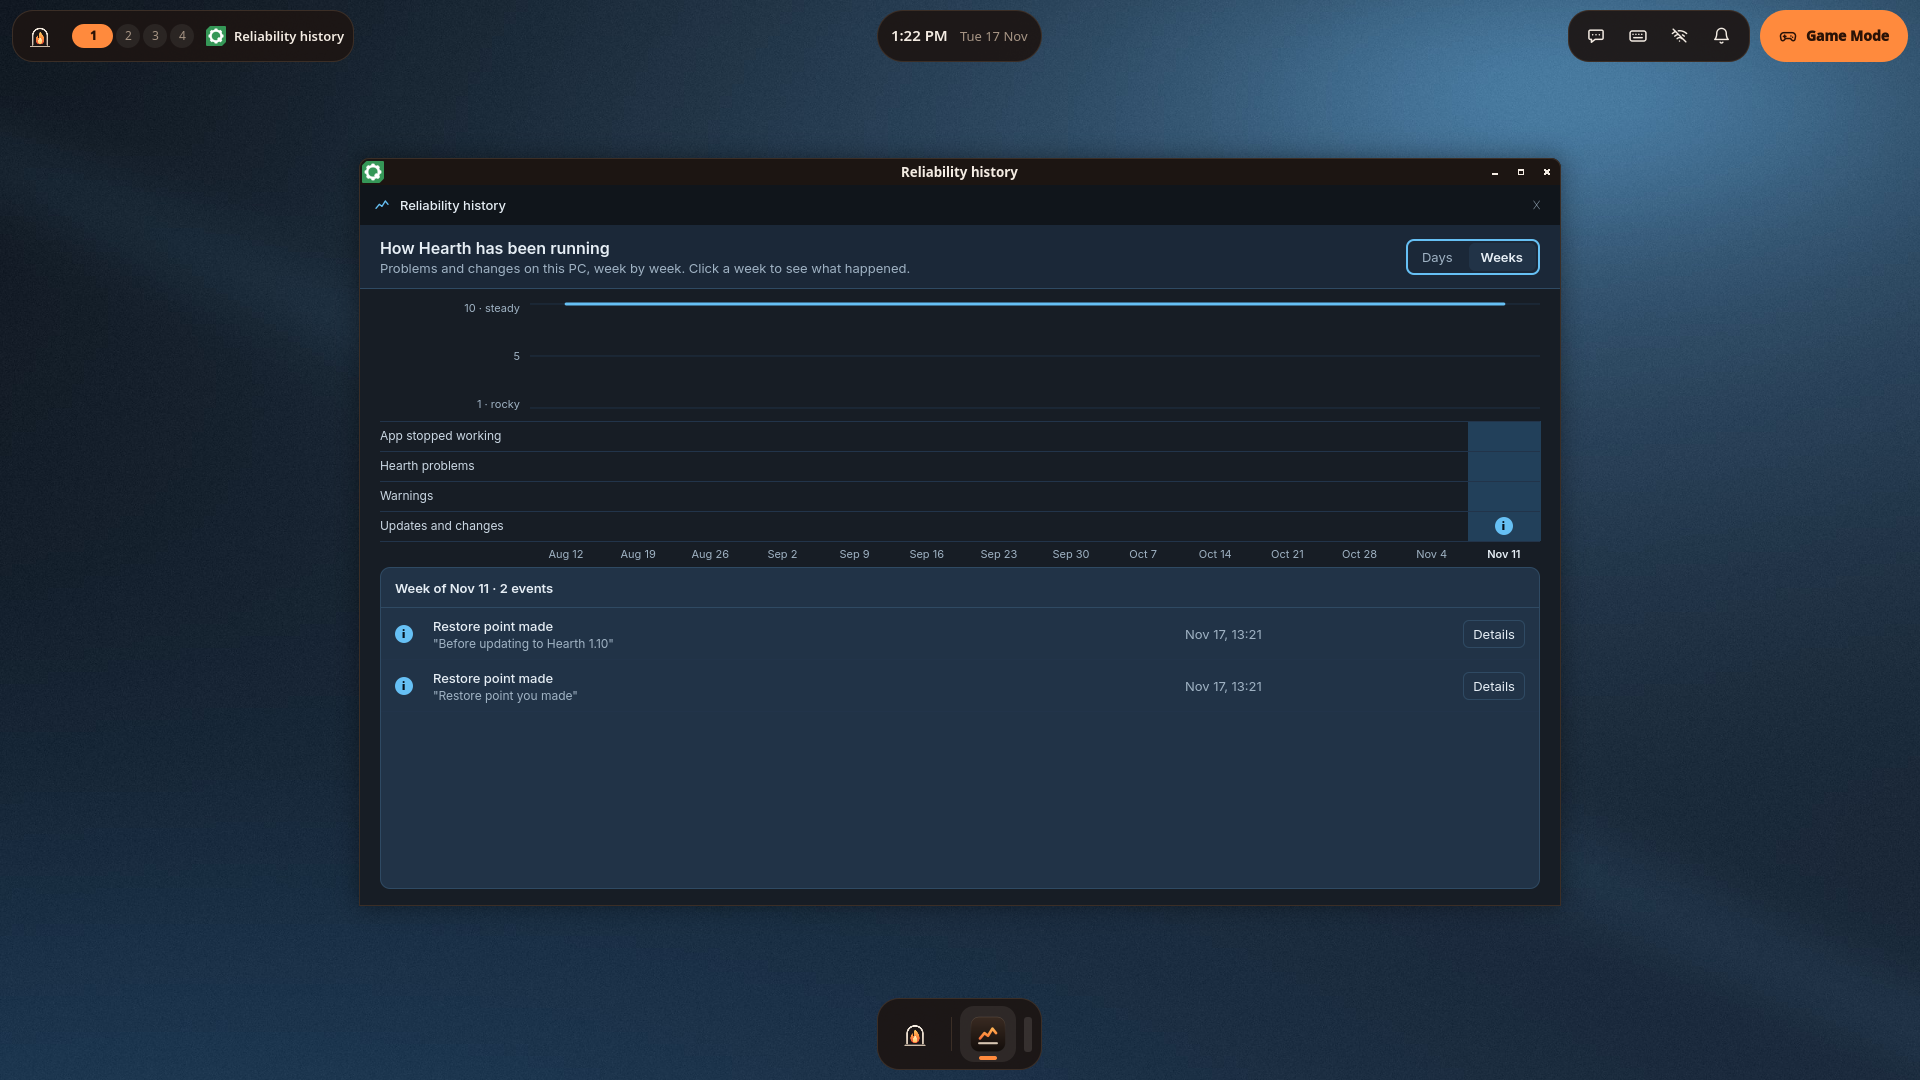 1 2 3 4 Reliability history
1:22 PM Tue 17 Nov
Game Mode
Reliability history
Reliability history X
How Hearth has been running
Problems and changes on this PC, week by week. Click a week to see what happened.
Days Weeks
10 · steady
5
1 · rocky
App stopped working
Hearth problems
Warnings
Updates and changes
Aug 12 Aug 19 Aug 26 Sep 2 Sep 9 Sep 16 Sep 23 Sep 30 Oct 7 Oct 14 Oct 21 Oct 28 Nov 4 Nov 11
Week of Nov 11 · 2 events
Restore point made
"Before updating to Hearth 1.10"
Nov 17, 13:21
Details
Restore point made
"Restore point you made"
Nov 17, 13:21
Details